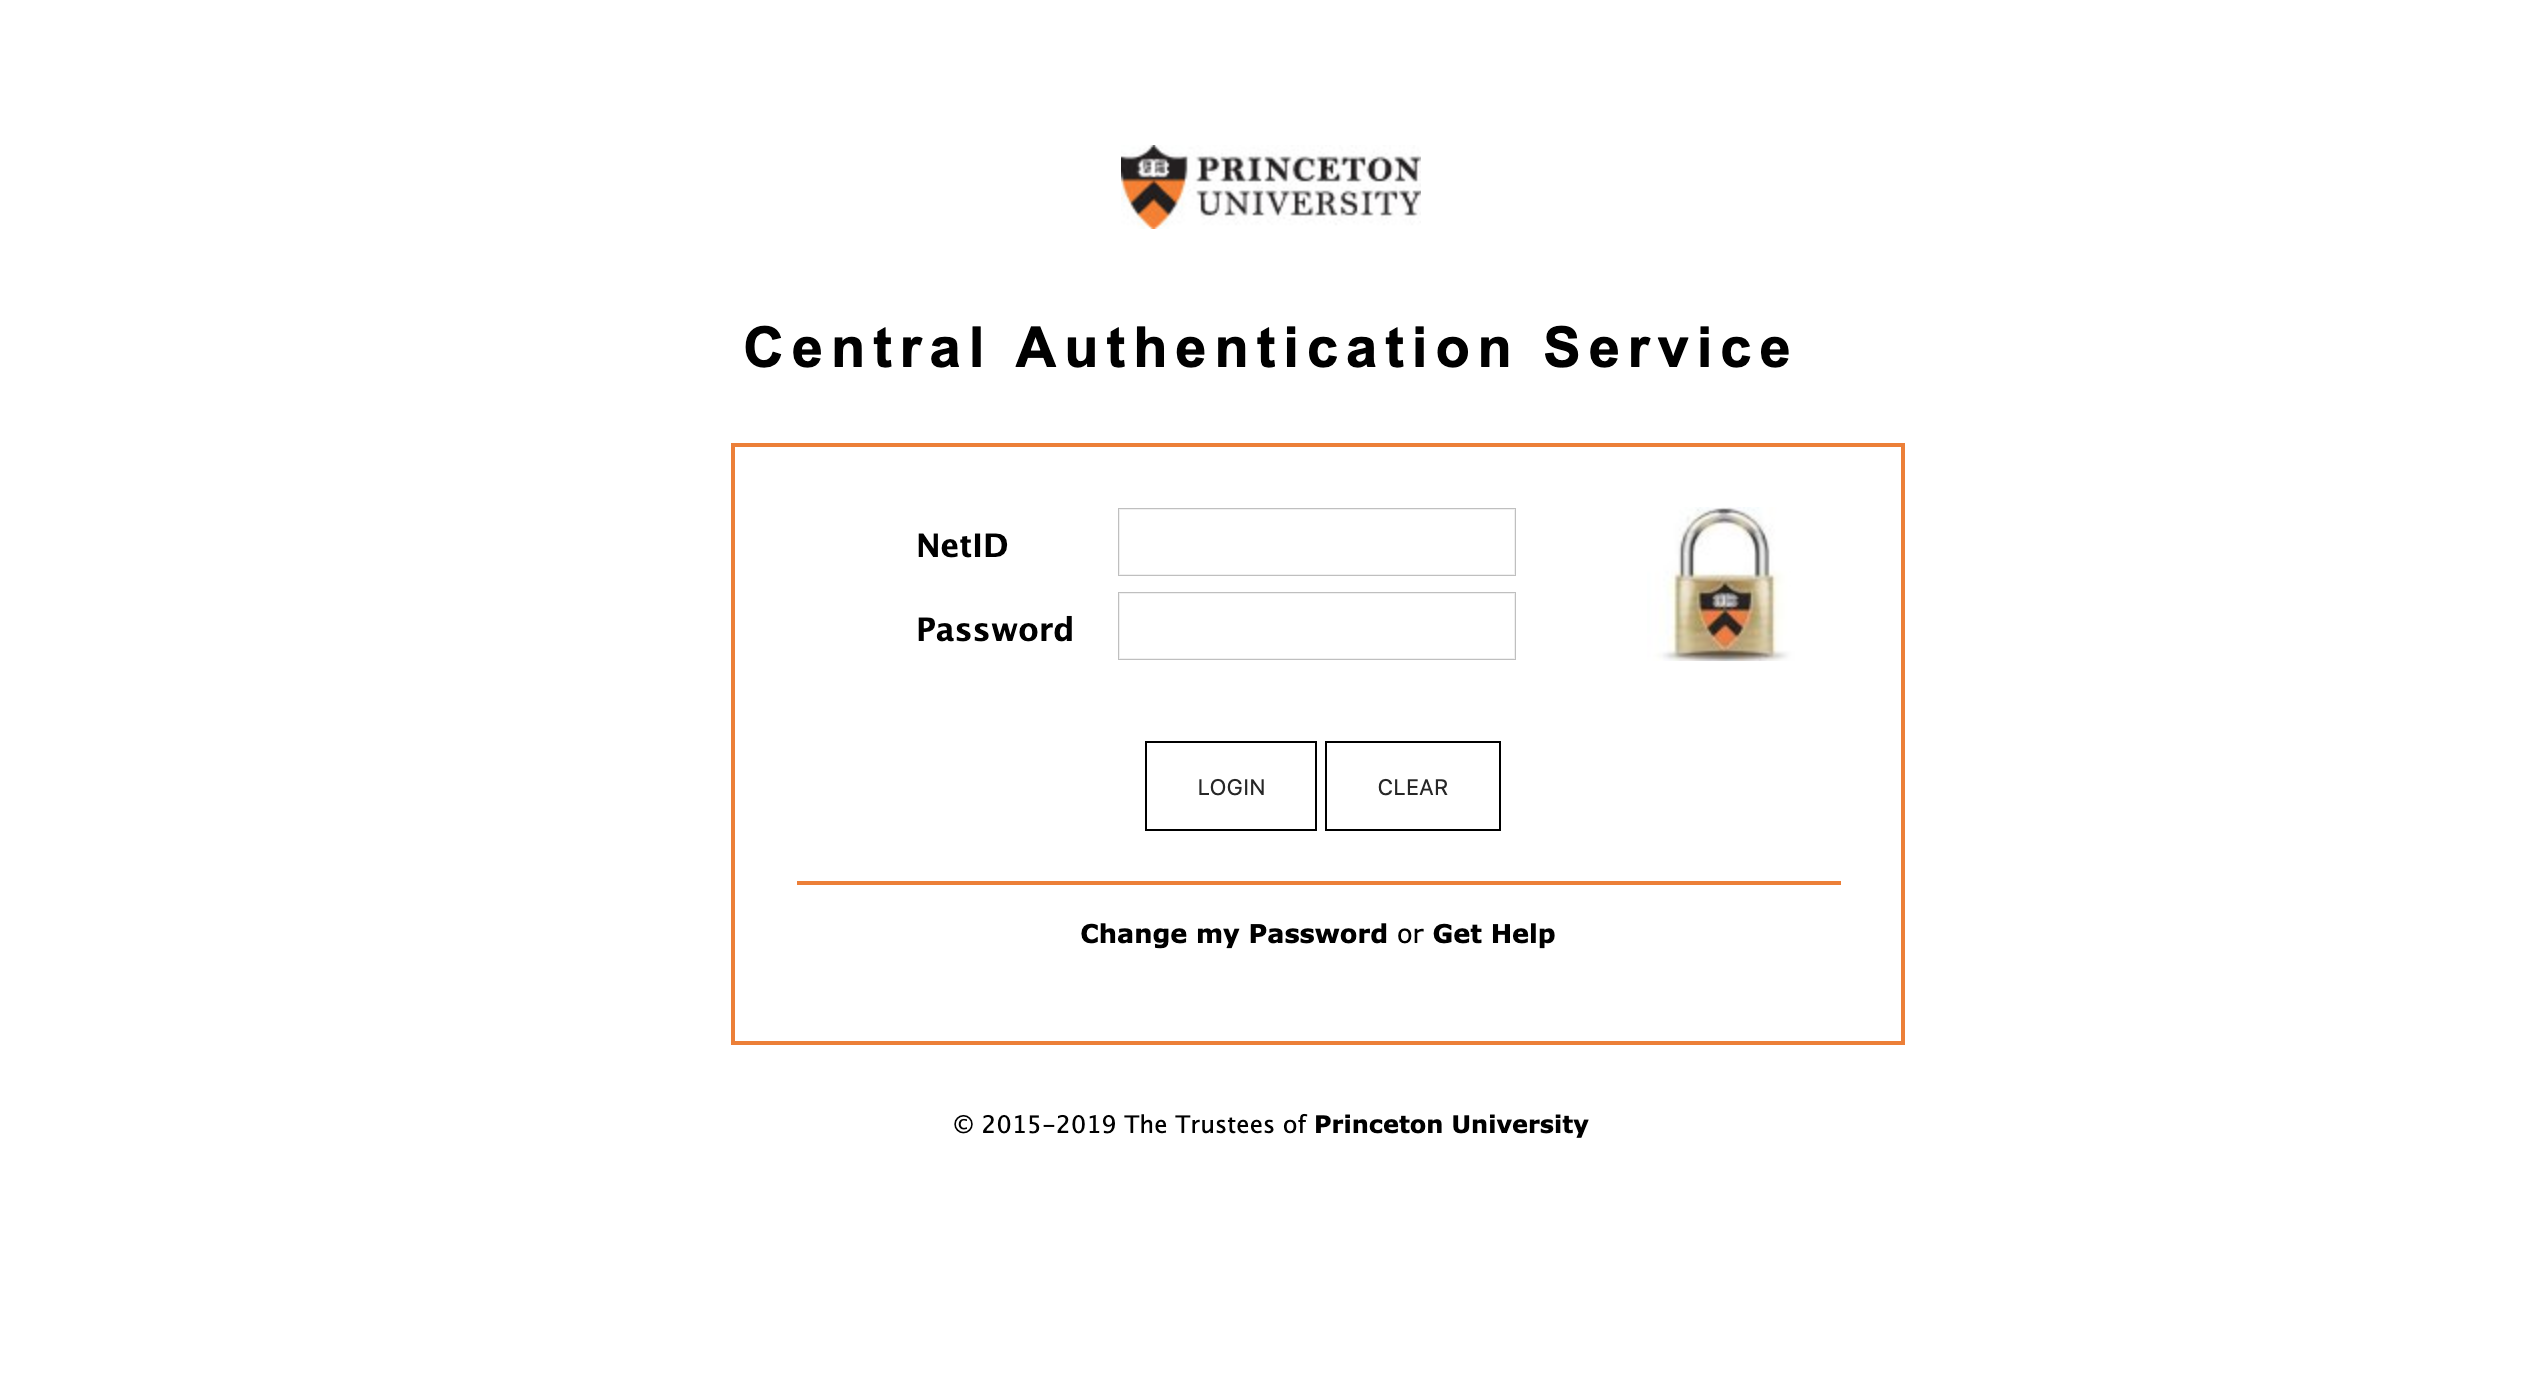 PRINCETON
UNIVERSITY
Central Authentication Service
NetID
Password
LOGIN CLEAR
Change my Password or Get Help
© 2015-2019 The Trustees of Princeton University